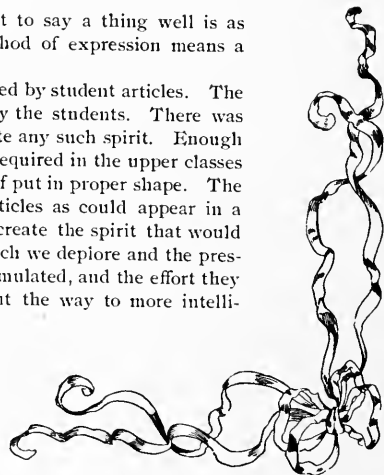 t to say a thing well is as
hod of expression means a
ed by student articles. The
y the students. There was
te any such spirit. Enough
equired in the upper classes
f put in proper shape. The
ticles as could appear in a
create the spirit that would
ch we deplore and the pres-
mulated, and the effort they
nt the way to more intelli-